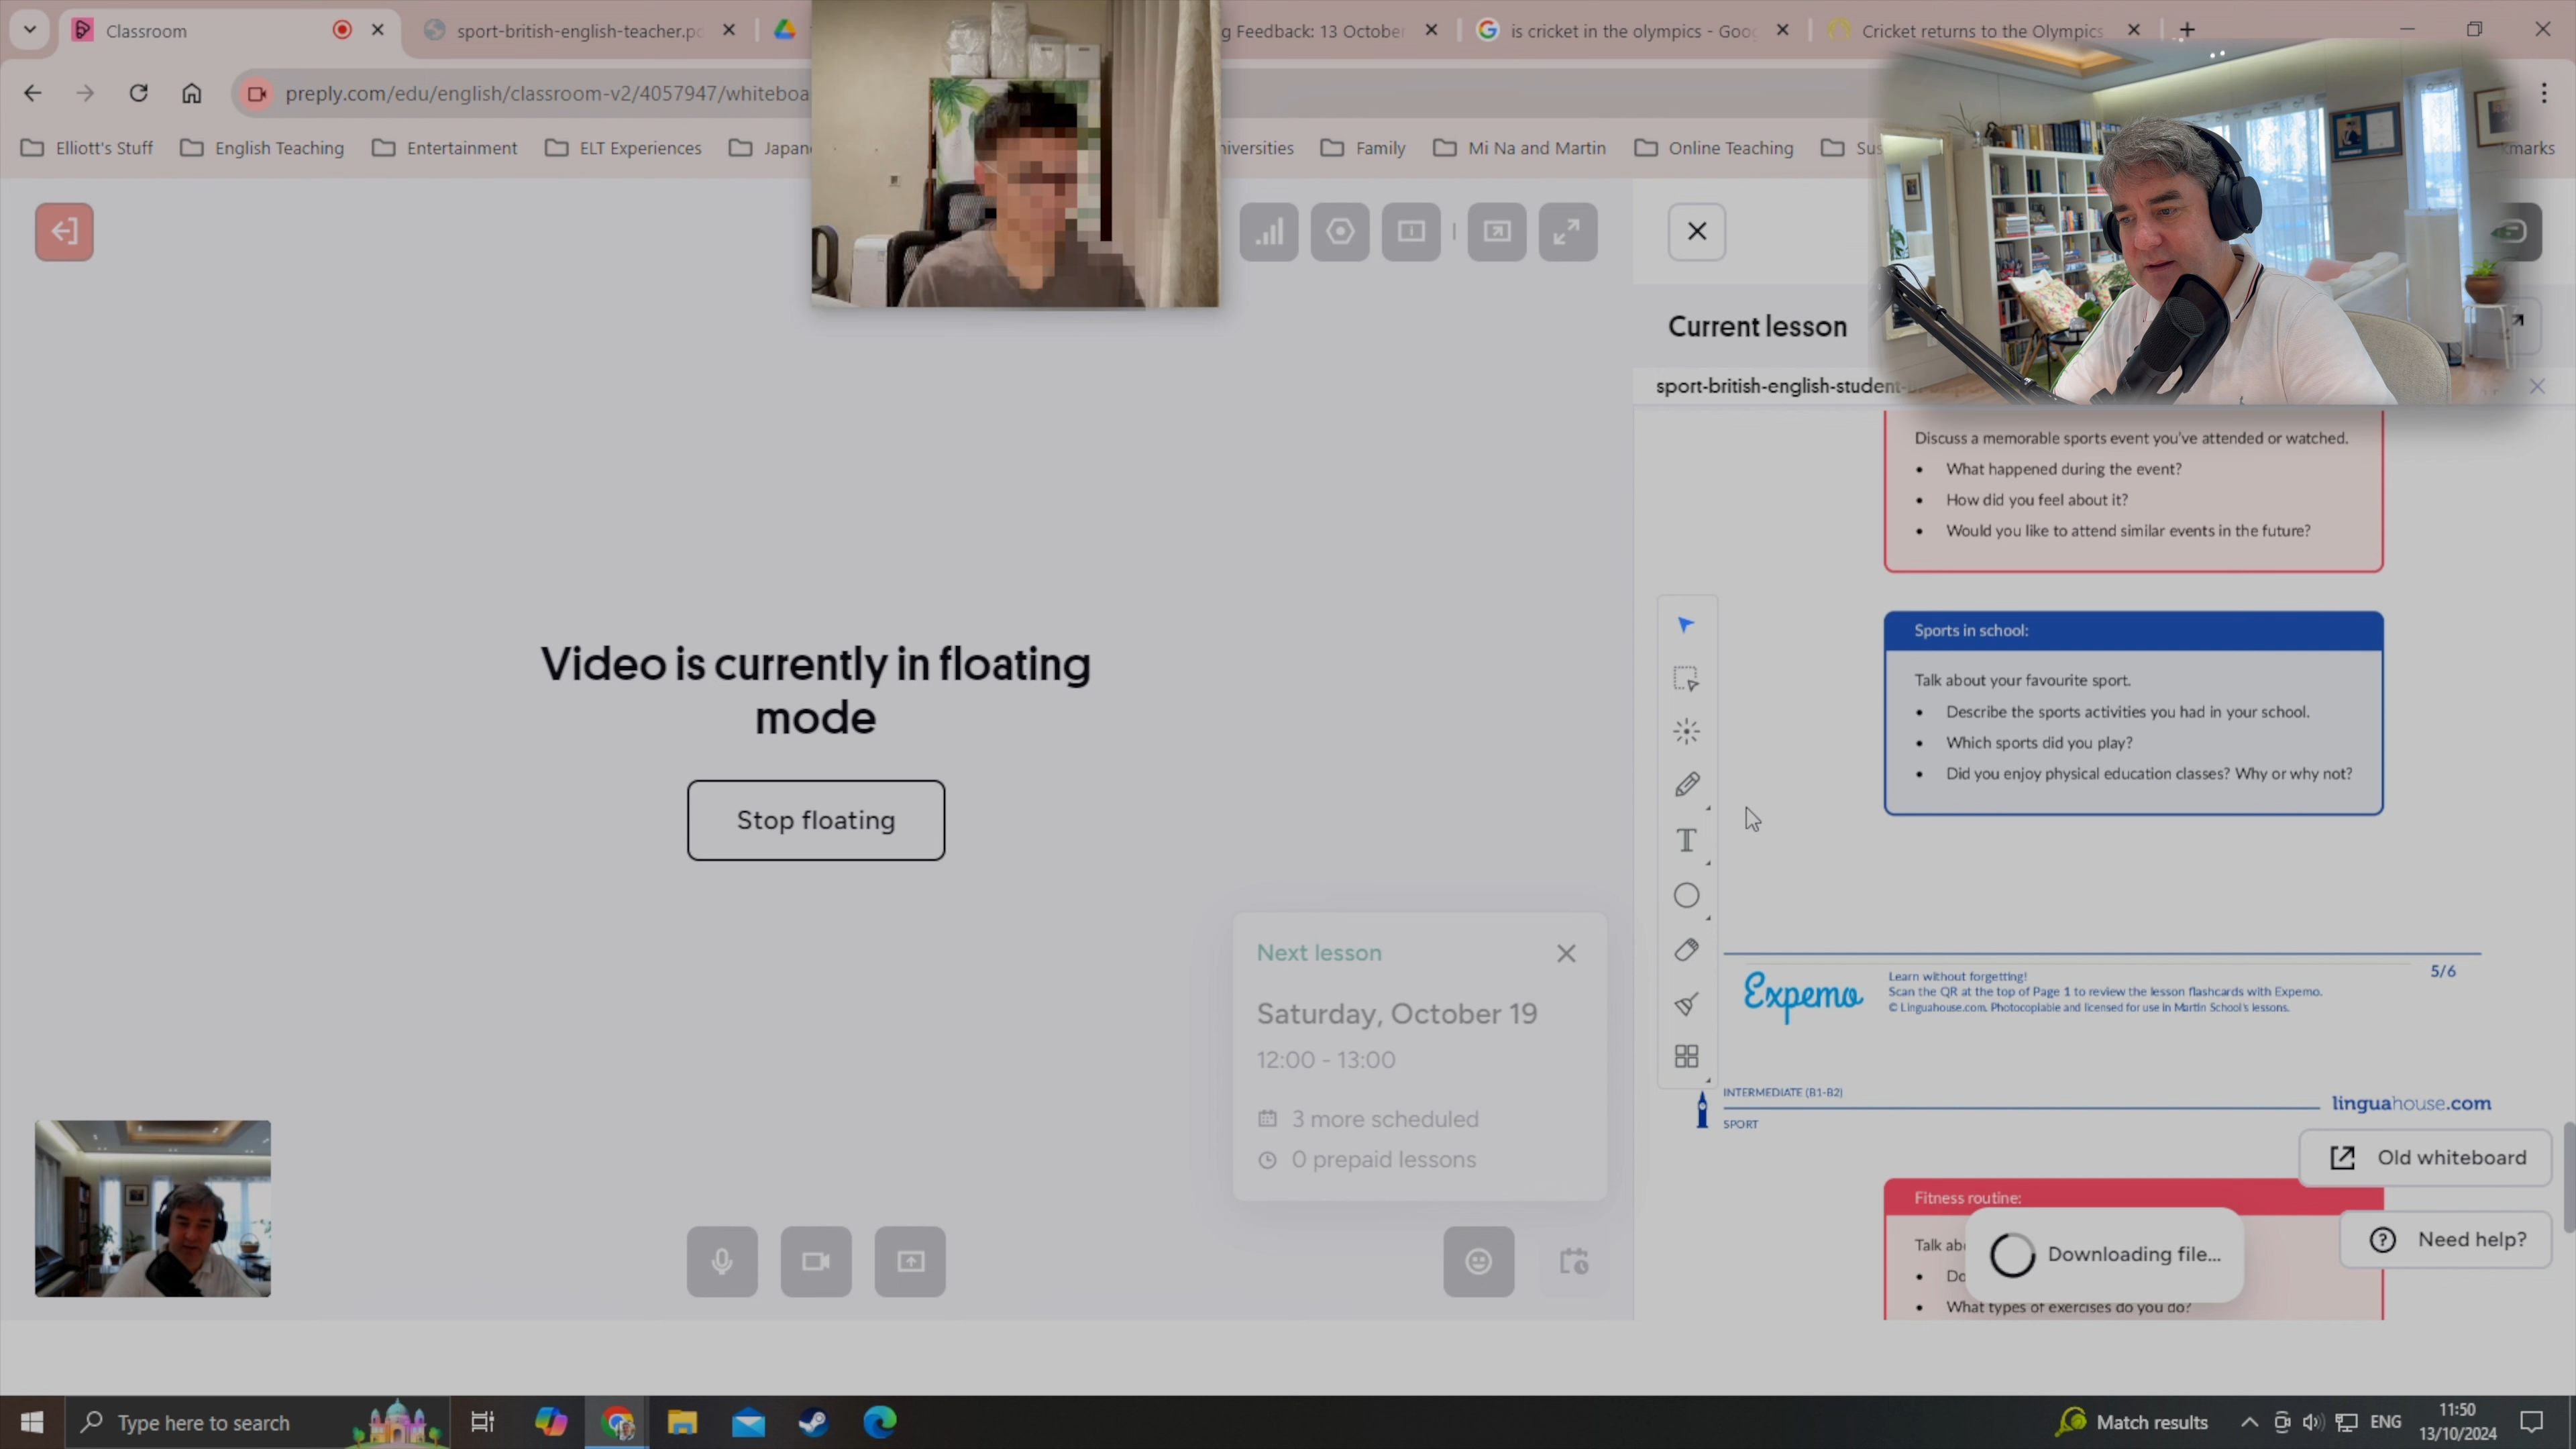 Classroom
sport-british-english-teacher.pc
g Feedback: 13 October
is cricket in the olympics - Goo
Cricket returns to the Olympics
preply.com/edu/english/classroom-v2/4057947/whiteboa
Elliott's Stuff
English Teaching
Entertainment
ELT Experiences
Japan
niversities
Family
Mi Na and Martin
Online Teaching
Sus
kmarks
Current lesson
sport-british-english-student-
Discuss a memorable sports event you've attended or watched.
• What happened during the event?
• How did you feel about it?
• Would you like to attend similar events in the future?
Sports in school:
Talk about your favourite sport.
• Describe the sports activities you had in your school.
• Which sports did you play?
• Did you enjoy physical education classes? Why or why not?
Video is currently in floating
mode
Stop floating
Next lesson
Saturday, October 19
12:00 - 13:00
3 more scheduled
0 prepaid lessons
Expemo
Learn without forgetting!
Scan the QR at the top of Page 1 to review the lesson flashcards with Expemo.
© Linguahouse.com. Photocopiable and licensed for use in Martin School's lessons.
5/6
INTERMEDIATE (B1-B2)
SPORT
linguahouse.com
Old whiteboard
Fitness routine:
Talk ab
• Do
• What types of exercises do you do?
Downloading file...
Need help?
Type here to search
Match results
ENG
11:50
13/10/2024